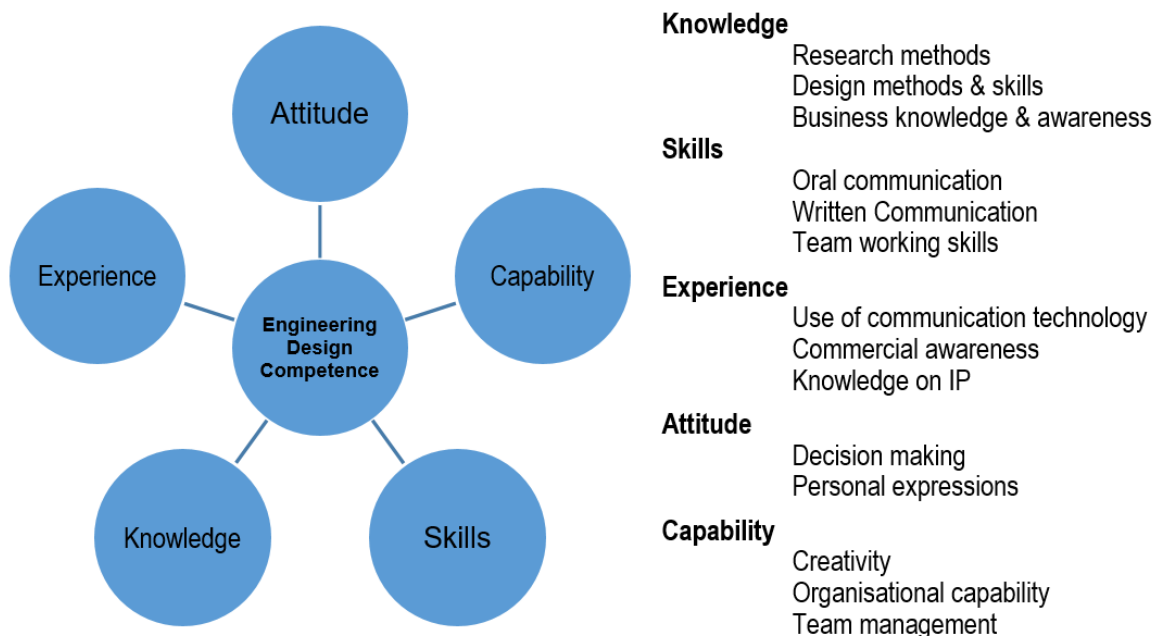 Attitude
Experience
Capability
Engineering
Design
Competence
Knowledge
Skills
Knowledge
Research methods
Design methods & skills
Business knowledge & awareness
Skills
Oral communication
Written Communication
Team working skills
Experience
Use of communication technology
Commercial awareness
Knowledge on IP
Attitude
Decision making
Personal expressions
Capability
Creativity
Organisational capability
Team management